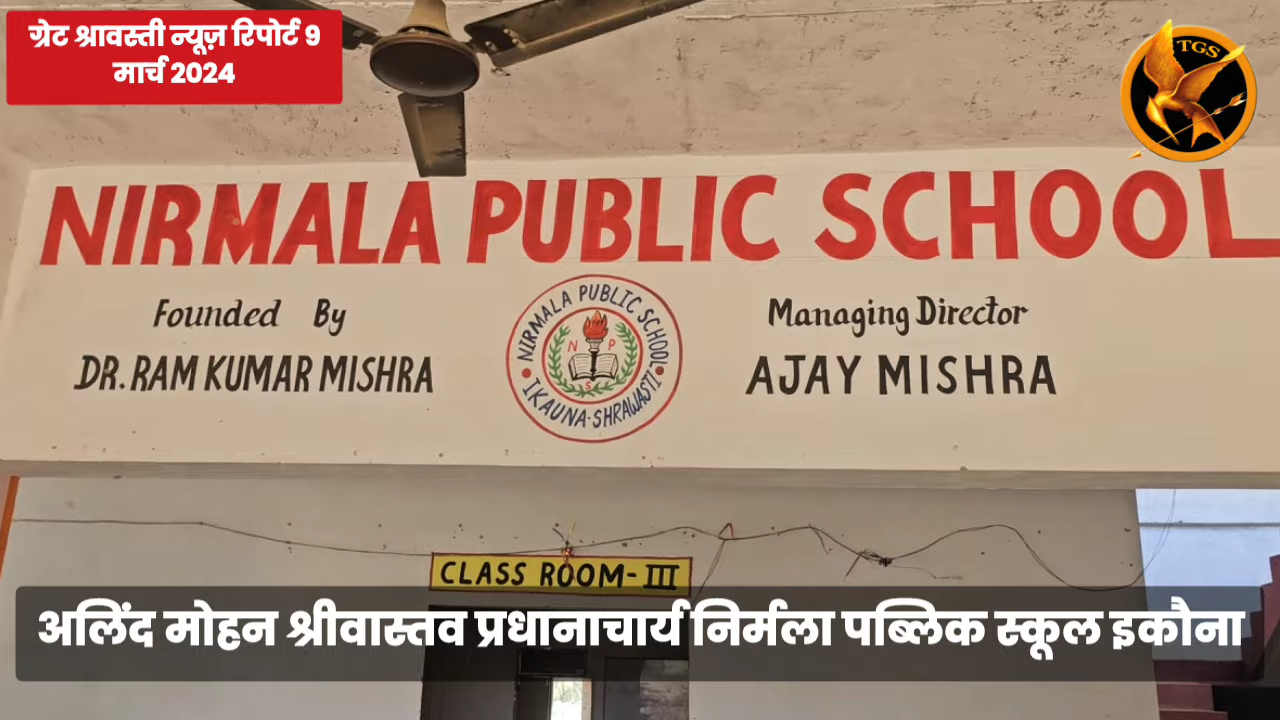 ग्रेट श्रावस्ती न्यूज़ रिपोर्ट 9
मार्च 2024
TGS
NIRMALA PUBLIC SCHOOL
Founded By
DR. RAM KUMAR MISHRA
NIRMALA PUBLIC SCHOOL
N P
S
IKAUNA-SHRAWASTI
Managing Director
AJAY MISHRA
CLASS ROOM-III
अलिंद मोहन श्रीवास्तव प्रधानाचार्य निर्मला पब्लिक स्कूल इकौना